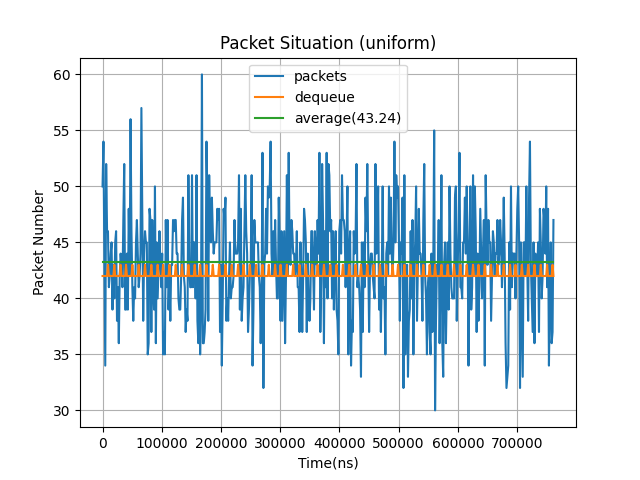 Packet Situation (uniform)
packets
dequeue
average(43.24)
Packet Number
60
55
50
45
40
35
30
0 100000 200000 300000 400000 500000 600000 700000
Time(ns)